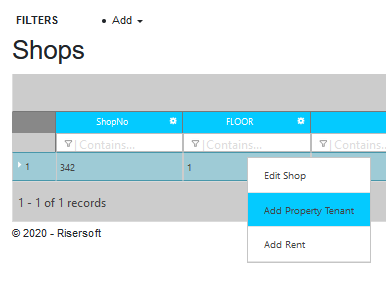 FILTERS • Add
Shops
ShopNo FLOOR
Contains... Contains... Contains...
1 342 1
Edit Shop
Add Property Tenant
Add Rent
1 - 1 of 1 records
© 2020 - Risersoft